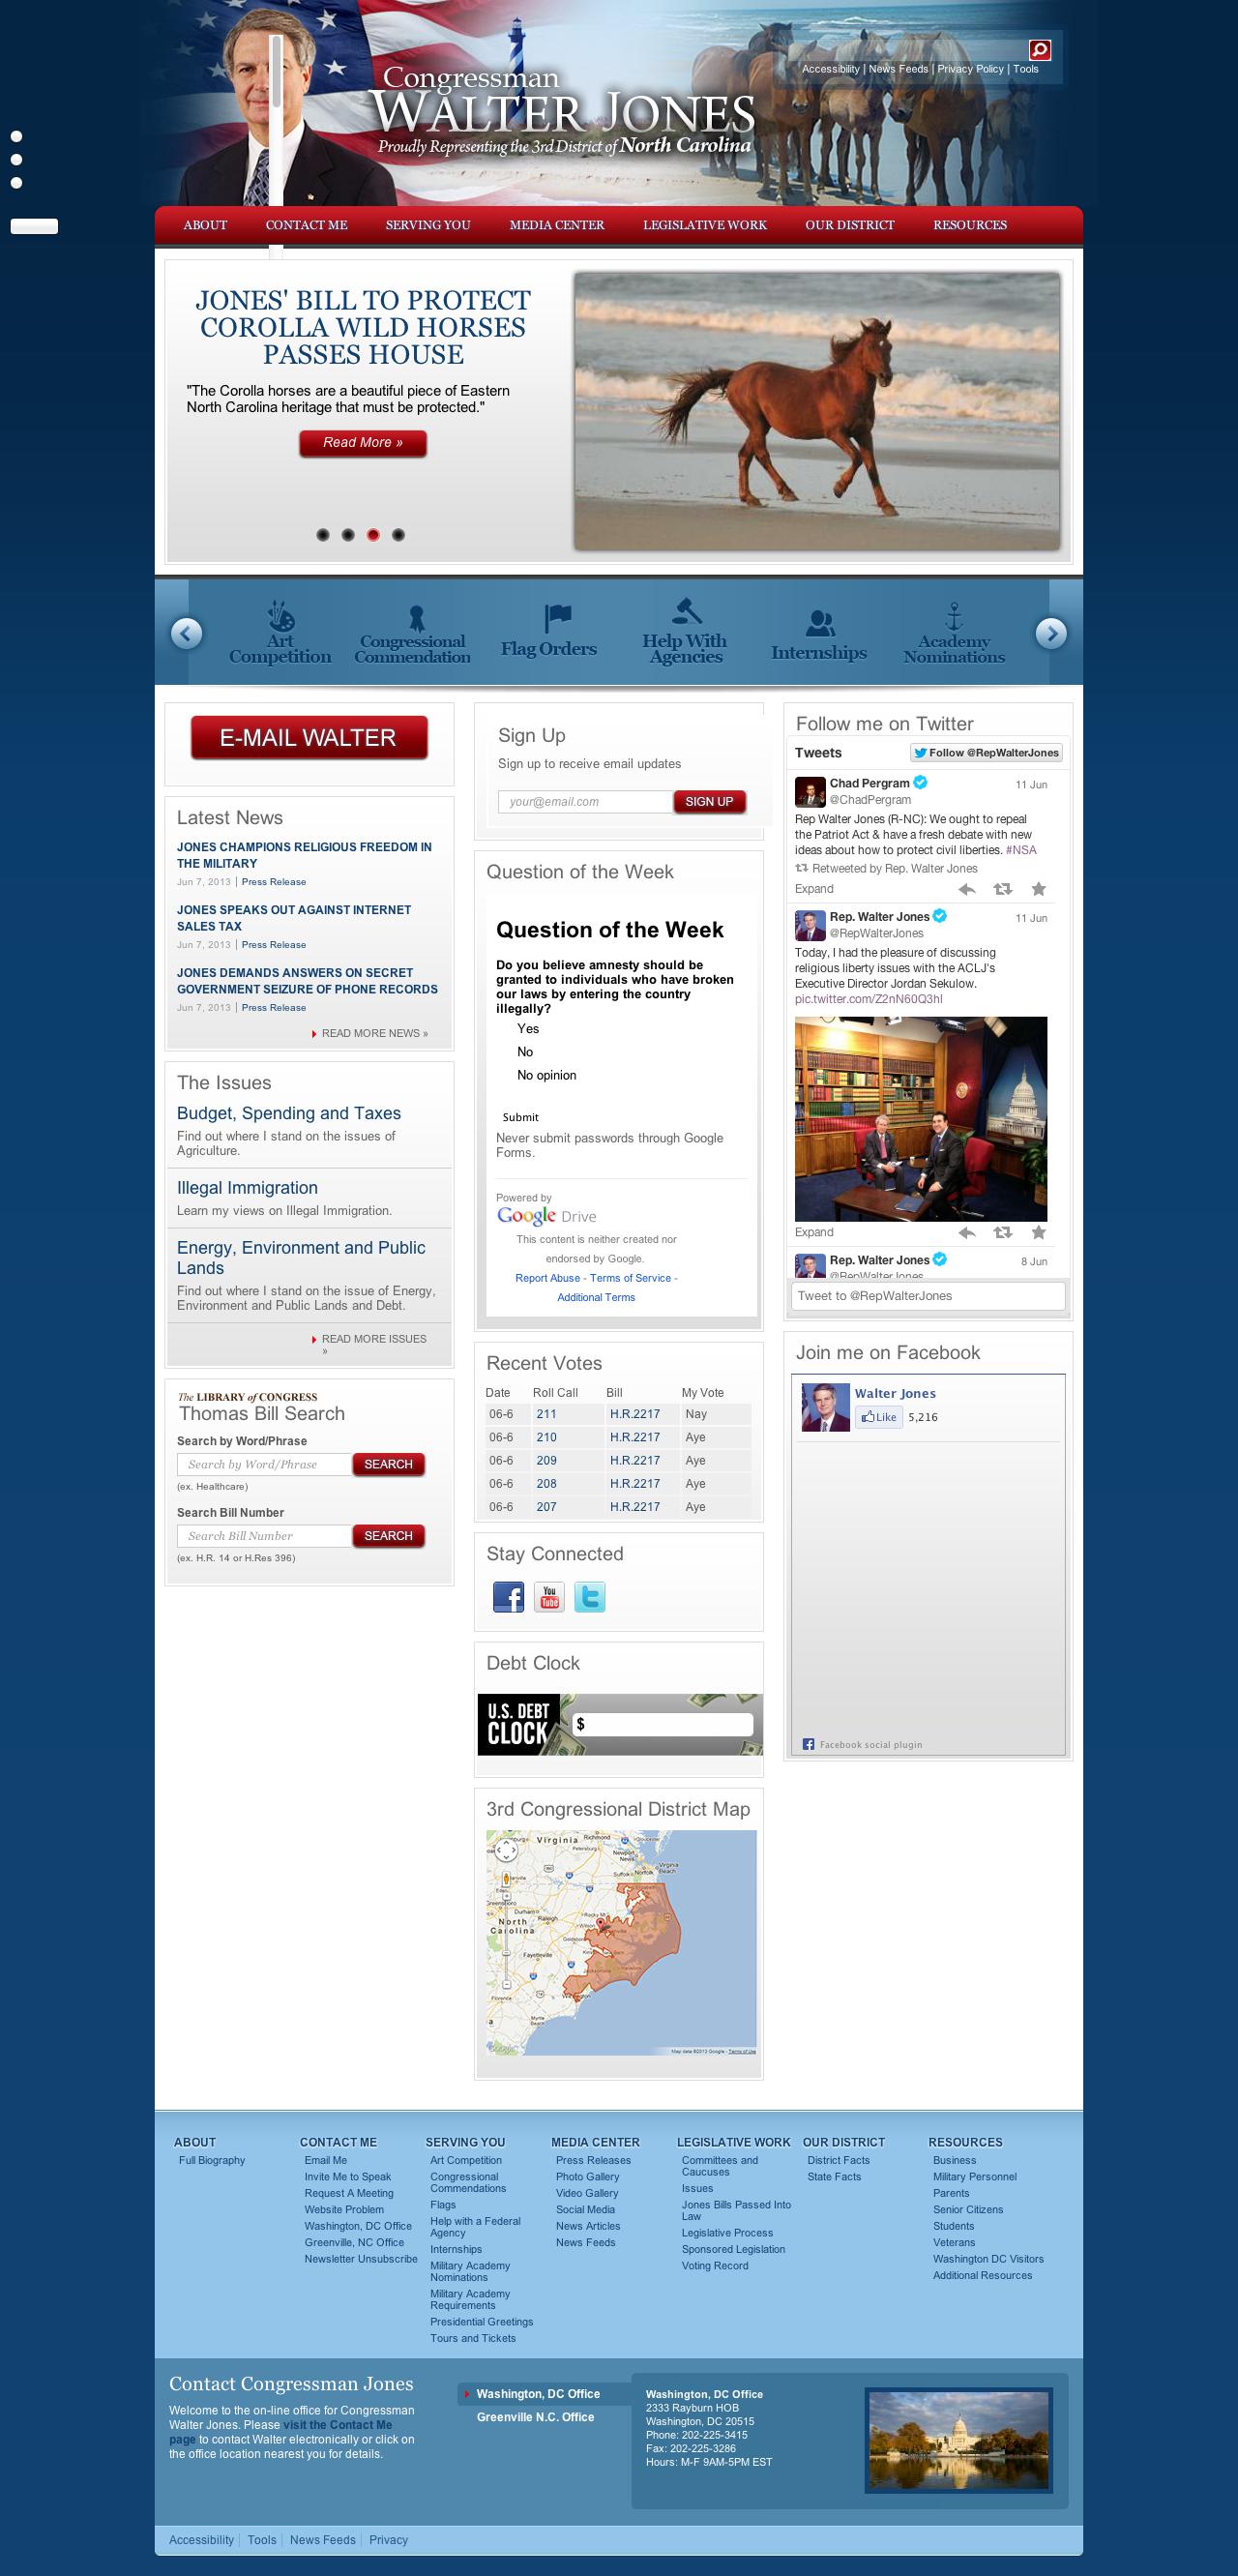 Accessibility | News Feeds | Privacy Policy | Tools
Congressman
WALTER JONES
Proudly Representing the 3rd District of North Carolina
ABOUT
CONTACT ME
SERVING YOU
MEDIA CENTER
LEGISLATIVE WORK
OUR DISTRICT
RESOURCES
JONES' BILL TO PROTECT
COROLLA WILD HORSES
PASSES HOUSE
"The Corolla horses are a beautiful piece of Eastern
North Carolina heritage that must be protected."
Read More »
Art
Competition
Congressional
Commendation
Flag Orders
Help With
Agencies
Internships
Academy
Nominations
E-MAIL WALTER
Latest News
JONES CHAMPIONS RELIGIOUS FREEDOM IN
THE MILITARY
Jun 7, 2013 | Press Release
JONES SPEAKS OUT AGAINST INTERNET
SALES TAX
Jun 7, 2013 | Press Release
JONES DEMANDS ANSWERS ON SECRET
GOVERNMENT SEIZURE OF PHONE RECORDS
Jun 7, 2013 | Press Release
READ MORE NEWS »
The Issues
Budget, Spending and Taxes
Find out where I stand on the issues of
Agriculture.
Illegal Immigration
Learn my views on Illegal Immigration.
Energy, Environment and Public
Lands
Find out where I stand on the issue of Energy,
Environment and Public Lands and Debt.
READ MORE ISSUES
»
The LIBRARY of CONGRESS
Thomas Bill Search
Search by Word/Phrase
Search by Word/Phrase
SEARCH
(ex. Healthcare)
Search Bill Number
Search Bill Number
SEARCH
(ex. H.R. 14 or H.Res 396)
Sign Up
Sign up to receive email updates
your@email.com
SIGN UP
Question of the Week
Question of the Week
Do you believe amnesty should be
granted to individuals who have broken
our laws by entering the country
illegally?
Yes
No
No opinion
Submit
Never submit passwords through Google
Forms.
Powered by
Google Drive
This content is neither created nor
endorsed by Google.
Report Abuse - Terms of Service -
Additional Terms
Recent Votes
Date Roll Call Bill My Vote
06-6 211 H.R.2217 Nay
06-6 210 H.R.2217 Aye
06-6 209 H.R.2217 Aye
06-6 208 H.R.2217 Aye
06-6 207 H.R.2217 Aye
Stay Connected
You
Tube
Debt Clock
U.S. DEBT
CLOCK
$
3rd Congressional District Map
Virginia
Richmond
Petersburg
Newport
News
Norfolk
Suffolk
Virginia
Beach
Durham
Raleigh
Rocky Mt
North
Carolina
Fayetteville
Jacksonville
Florence
Map data ©2013 Google - Terms of Use
Follow me on Twitter
Tweets
Follow @RepWalterJones
Chad Pergram
11 Jun
@ChadPergram
Rep Walter Jones (R-NC): We ought to repeal
the Patriot Act & have a fresh debate with new
ideas about how to protect civil liberties. #NSA
Retweeted by Rep. Walter Jones
Expand
Rep. Walter Jones
11 Jun
@RepWalterJones
Today, I had the pleasure of discussing
religious liberty issues with the ACLJ's
Executive Director Jordan Sekulow.
pic.twitter.com/Z2nN60Q3hI
Expand
Rep. Walter Jones
8 Jun
@RepWalterJones
Tweet to @RepWalterJones
Join me on Facebook
Walter Jones
Like 5,216
Facebook social plugin
ABOUT
Full Biography
CONTACT ME
Email Me
Invite Me to Speak
Request A Meeting
Website Problem
Washington, DC Office
Greenville, NC Office
Newsletter Unsubscribe
SERVING YOU
Art Competition
Congressional
Commendations
Flags
Help with a Federal
Agency
Internships
Military Academy
Nominations
Military Academy
Requirements
Presidential Greetings
Tours and Tickets
MEDIA CENTER
Press Releases
Photo Gallery
Video Gallery
Social Media
News Articles
News Feeds
LEGISLATIVE WORK
Committees and
Caucuses
Issues
Jones Bills Passed Into
Law
Legislative Process
Sponsored Legislation
Voting Record
OUR DISTRICT
District Facts
State Facts
RESOURCES
Business
Military Personnel
Parents
Senior Citizens
Students
Veterans
Washington DC Visitors
Additional Resources
Contact Congressman Jones
Welcome to the on-line office for Congressman
Walter Jones. Please visit the Contact Me
page to contact Walter electronically or click on
the office location nearest you for details.
Washington, DC Office
Greenville N.C. Office
Washington, DC Office
2333 Rayburn HOB
Washington, DC 20515
Phone: 202-225-3415
Fax: 202-225-3286
Hours: M-F 9AM-5PM EST
Accessibility | Tools | News Feeds | Privacy